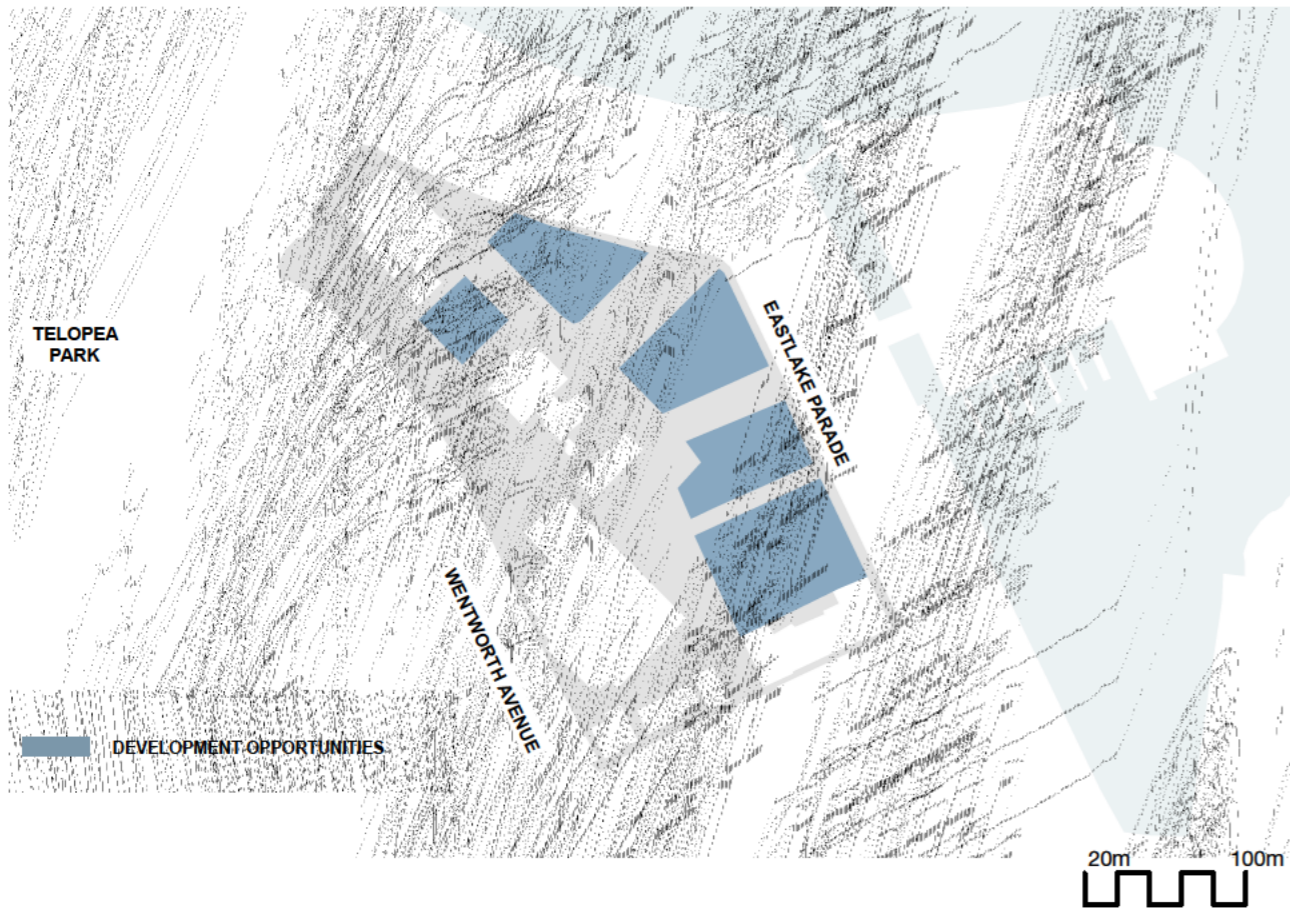 TELOPEA
PARK
EASTLAKE PARADE
WENTWORTH AVENUE
DEVELOPMENT OPPORTUNITIES
20m 100m